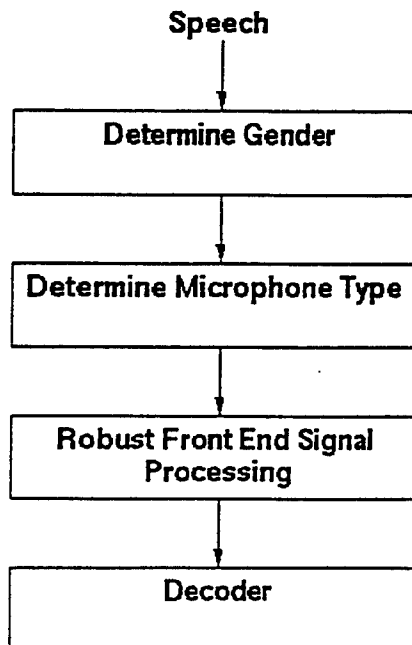 Speech
Determine Gender
Determine Microphone Type
Robust Front End Signal
Processing
Decoder